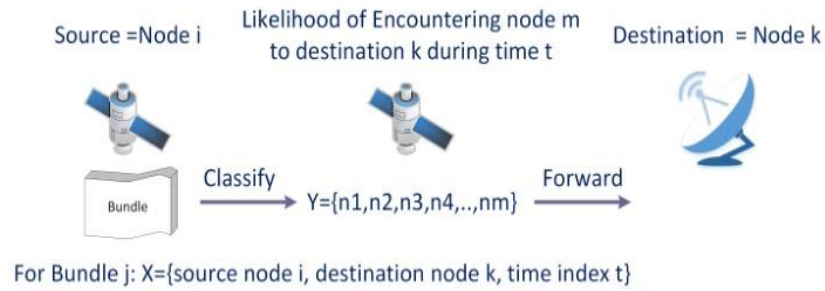 Source =Node i
Likelihood of Encountering node m
to destination k during time t
Destination = Node k
Bundle
Classify
Y={n1,n2,n3,n4,..,nm}
Forward
For Bundle j: X={source node i, destination node k, time index t}